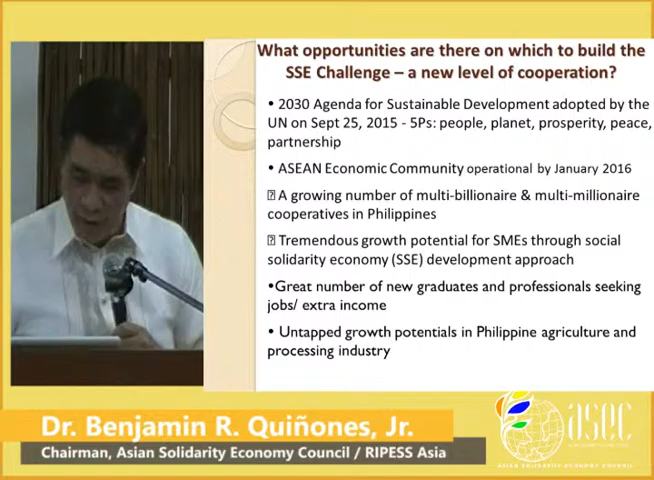 What opportunities are there on which to build the
SSE Challenge – a new level of cooperation?
• 2030 Agenda for Sustainable Development adopted by the
UN on Sept 25, 2015 - 5Ps: people, planet, prosperity, peace,
partnership
• ASEAN Economic Community operational by January 2016
⍰ A growing number of multi-billionaire & multi-millionaire
cooperatives in Philippines
⍰ Tremendous growth potential for SMEs through social
solidarity economy (SSE) development approach
•Great number of new graduates and professionals seeking
jobs/ extra income
• Untapped growth potentials in Philippine agriculture and
processing industry
Dr. Benjamin R. Quiñones, Jr.
Chairman, Asian Solidarity Economy Council / RIPESS Asia
asec
ASIAN SOLIDARITY ECONOMY COUNCIL